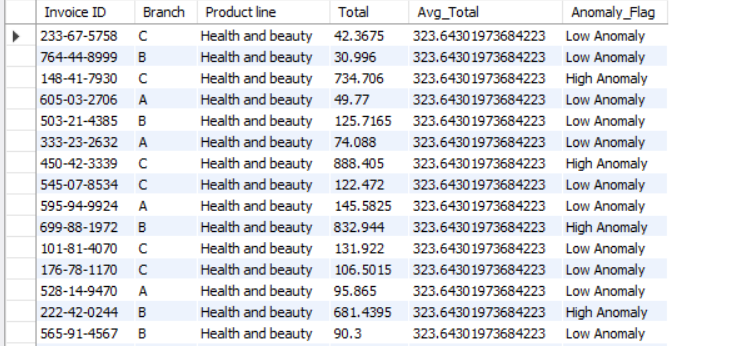 Invoice ID Branch Product line Total Avg_Total Anomaly_Flag
233-67-5758 C Health and beauty 42.3675 323.64301973684223 Low Anomaly
764-44-8999 B Health and beauty 30.996 323.64301973684223 Low Anomaly
148-41-7930 C Health and beauty 734.706 323.64301973684223 High Anomaly
605-03-2706 A Health and beauty 49.77 323.64301973684223 Low Anomaly
503-21-4385 B Health and beauty 125.7165 323.64301973684223 Low Anomaly
333-23-2632 A Health and beauty 74.088 323.64301973684223 Low Anomaly
450-42-3339 C Health and beauty 888.405 323.64301973684223 High Anomaly
545-07-8534 C Health and beauty 122.472 323.64301973684223 Low Anomaly
595-94-9924 A Health and beauty 145.5825 323.64301973684223 Low Anomaly
699-88-1972 B Health and beauty 832.944 323.64301973684223 High Anomaly
101-81-4070 C Health and beauty 131.922 323.64301973684223 Low Anomaly
176-78-1170 C Health and beauty 106.5015 323.64301973684223 Low Anomaly
528-14-9470 A Health and beauty 95.865 323.64301973684223 Low Anomaly
222-42-0244 B Health and beauty 681.4395 323.64301973684223 High Anomaly
565-91-4567 B Health and beauty 90.3 323.64301973684223 Low Anomaly